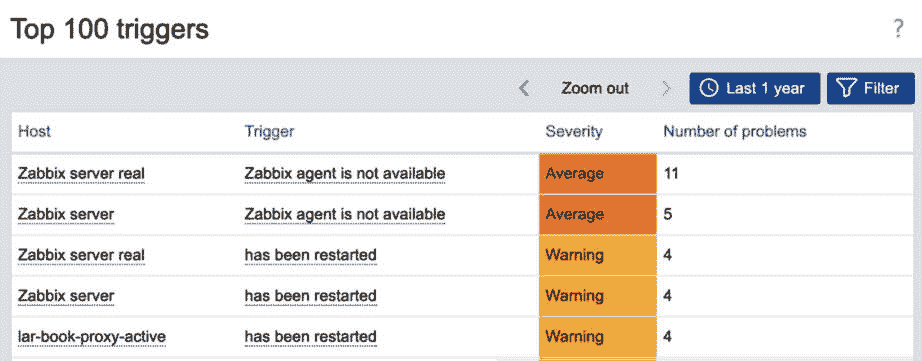 Top 100 triggers ?
Zoom out Last 1 year Filter
Host Trigger Severity Number of problems
Zabbix server real Zabbix agent is not available Average 11
Zabbix server Zabbix agent is not available Average 5
Zabbix server real has been restarted Warning 4
Zabbix server has been restarted Warning 4
lar-book-proxy-active has been restarted Warning 4